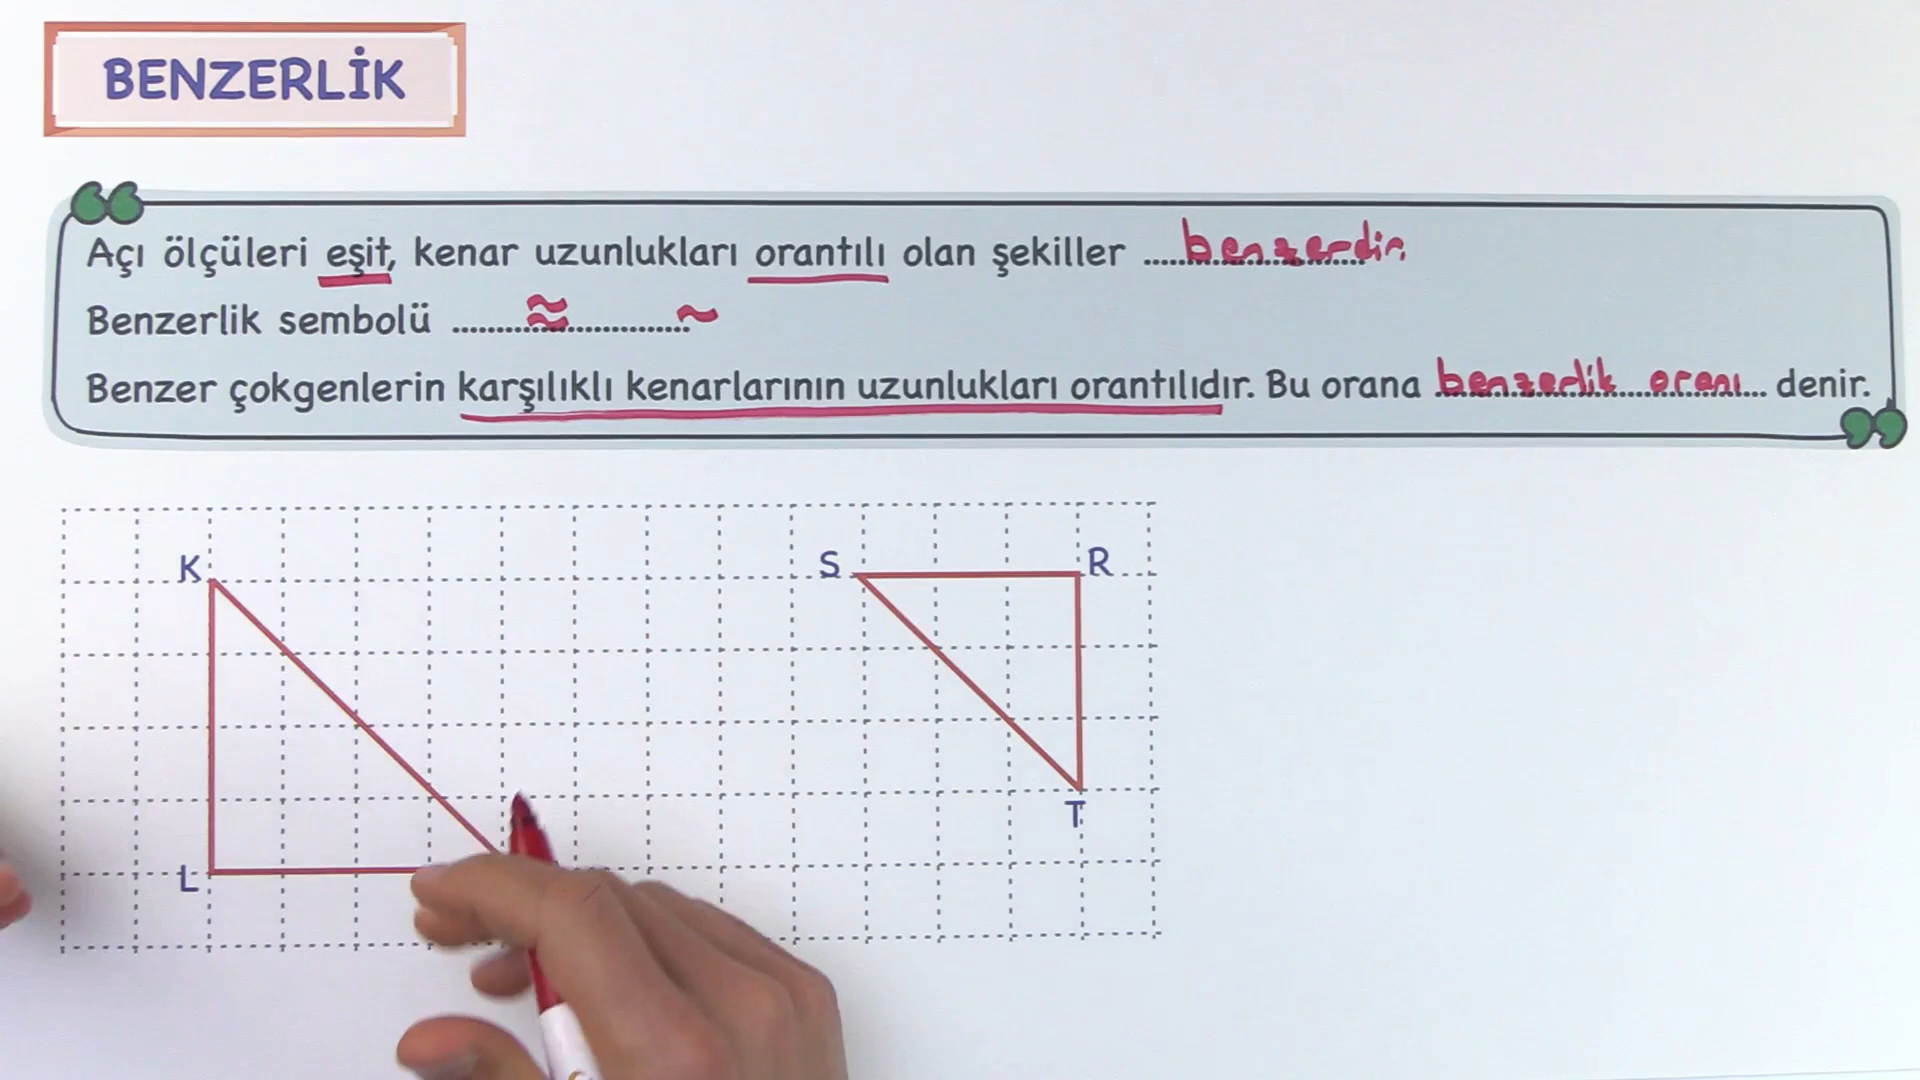 BENZERLİK
Açı ölçüleri eşit, kenar uzunlukları orantılı olan şekiller benzerdir.
Benzerlik sembolü ..........≈..........~
Benzer çokgenlerin karşılıklı kenarlarının uzunlukları orantılıdır. Bu orana benzerlik oranı denir.
K
S
R
T
L